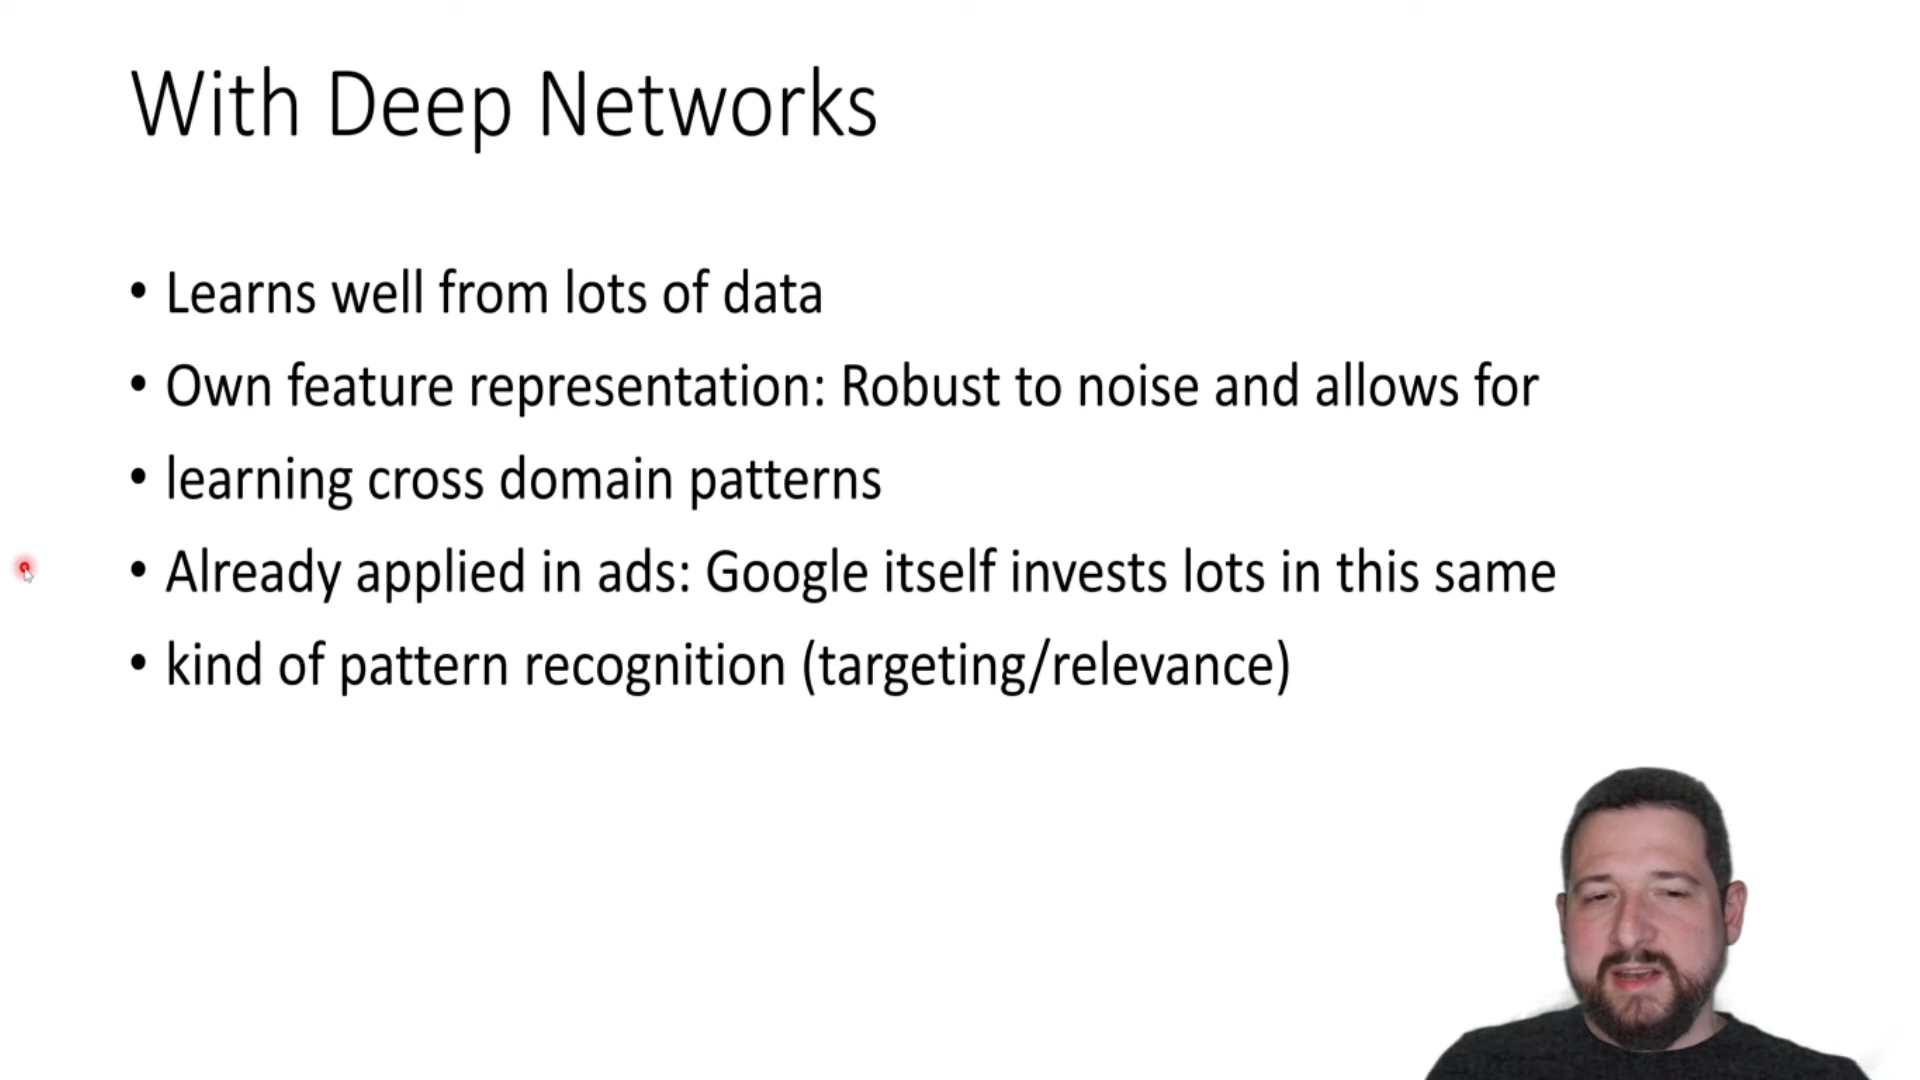 With Deep Networks
• Learns well from lots of data
• Own feature representation: Robust to noise and allows for
• learning cross domain patterns
• Already applied in ads: Google itself invests lots in this same
• kind of pattern recognition (targeting/relevance)